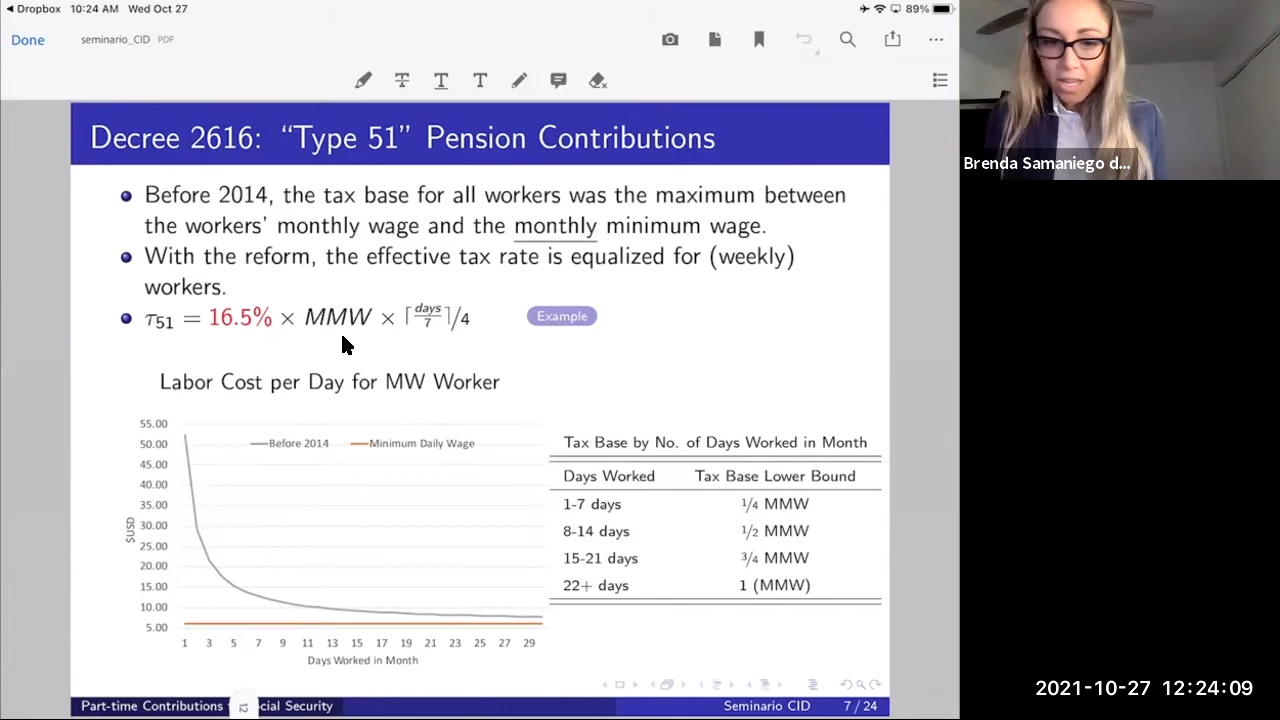 Dropbox 10:24 AM Wed Oct 27
89%
Done
seminario_CID PDF
Decree 2616: “Type 51” Pension Contributions
Before 2014, the tax base for all workers was the maximum between
the workers’ monthly wage and the monthly minimum wage.
With the reform, the effective tax rate is equalized for (weekly)
workers.
τ51 = 16.5% × MMW × ⌈days/7⌉/4
Example
Labor Cost per Day for MW Worker
55.00
50.00
45.00
40.00
35.00
30.00
25.00
20.00
15.00
10.00
5.00
$USD
Before 2014 Minimum Daily Wage
1 3 5 7 9 11 13 15 17 19 21 23 25 27 29
Days Worked in Month
Tax Base by No. of Days Worked in Month
Days Worked Tax Base Lower Bound
1-7 days 1/4 MMW
8-14 days 1/2 MMW
15-21 days 3/4 MMW
22+ days 1 (MMW)
Part-time Contributions cial Security Seminario CID 7 / 24
12
Brenda Samaniego d...
2021-10-27 12:24:09